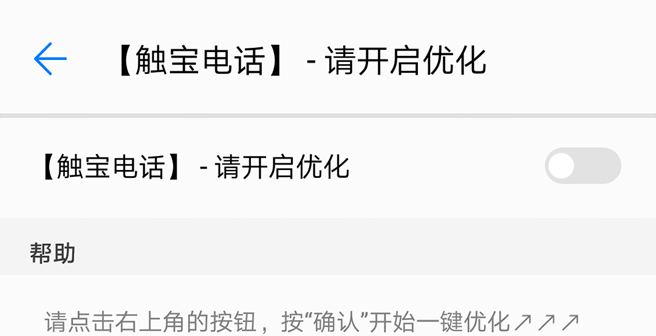 【触宝电话】 - 请开启优化
【触宝电话】 - 请开启优化
帮助
请点击右上角的按钮，按“确认”开始一键优化↗↗↗